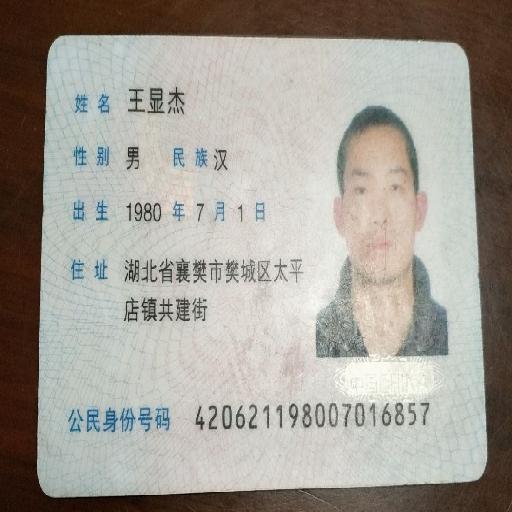 姓名 王显杰
性别 男 民族 汉
出生 1980 年 7 月 1 日
住址 湖北省襄樊市樊城区太平
店镇共建街
公民身份号码 420621198007016857